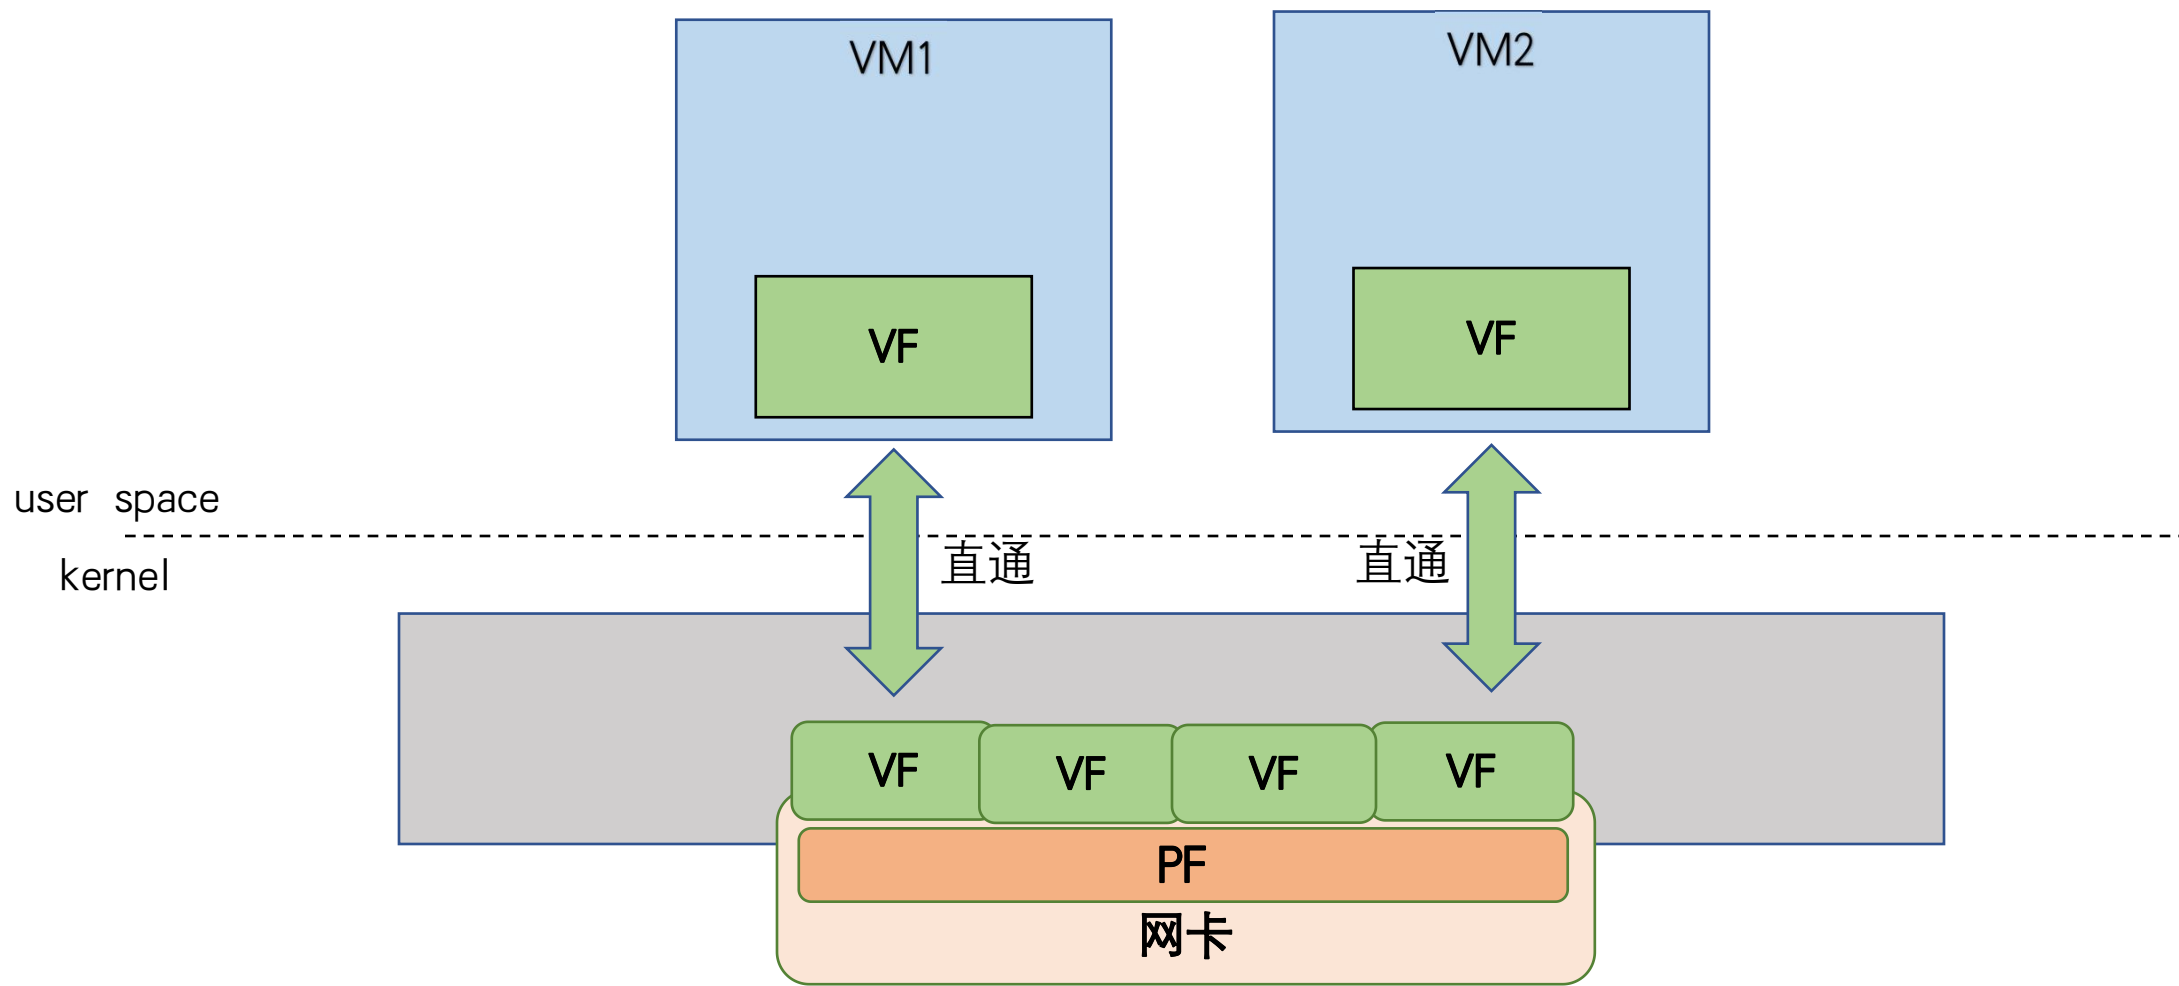 VM1
VM2
VF
VF
user space
直通
直通
kernel
VF
VF
VF
VF
PF
网卡